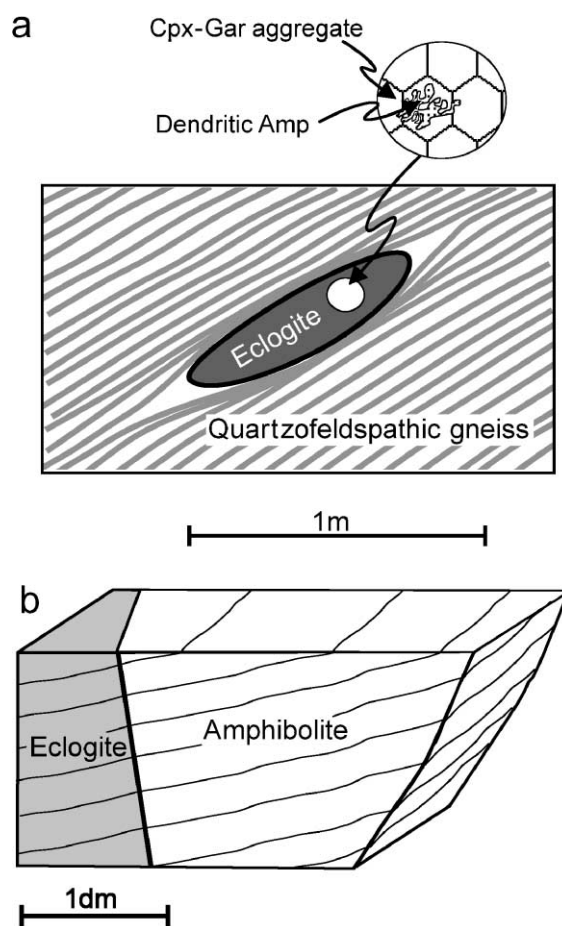 a
Cpx-Gar aggregate
Dendritic Amp
Eclogite
Quartzofeldspathic gneiss
1m
b
Eclogite
Amphibolite
1dm